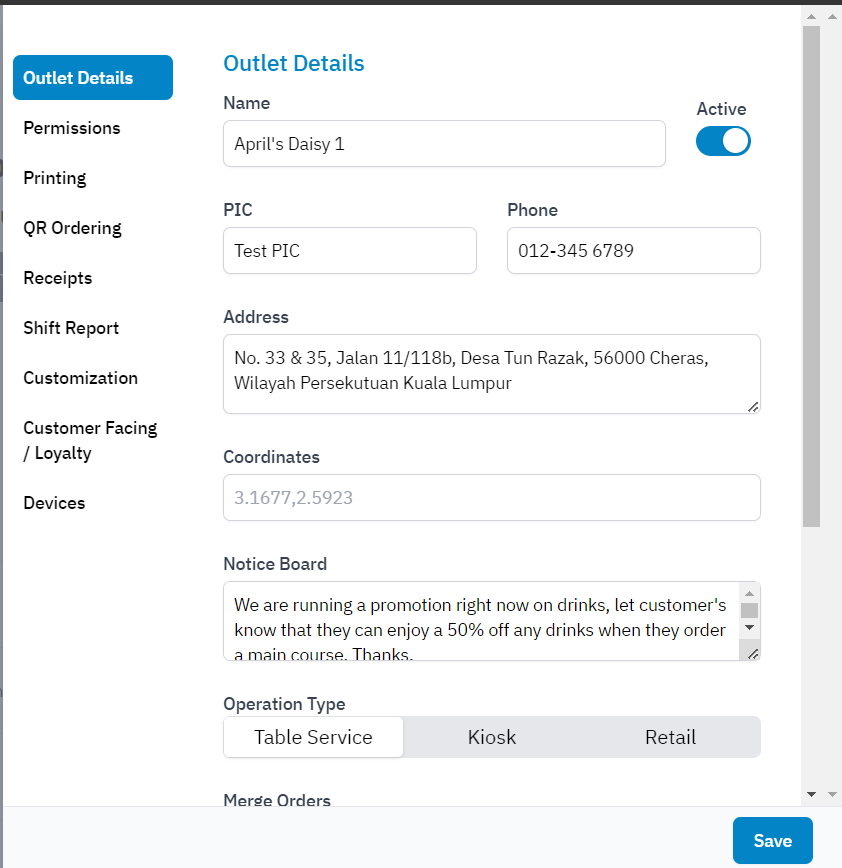 Outlet Details
Permissions
Printing
QR Ordering
Receipts
Shift Report
Customization
Customer Facing
/ Loyalty
Devices
Outlet Details
Name
Active
April's Daisy 1
PIC
Phone
Test PIC
012-345 6789
Address
No. 33 & 35, Jalan 11/118b, Desa Tun Razak, 56000 Cheras,
Wilayah Persekutuan Kuala Lumpur
Coordinates
3.1677,2.5923
Notice Board
We are running a promotion right now on drinks, let customer's
know that they can enjoy a 50% off any drinks when they order
a main course. Thanks.
Operation Type
Table Service
Kiosk
Retail
Merge Orders
Save